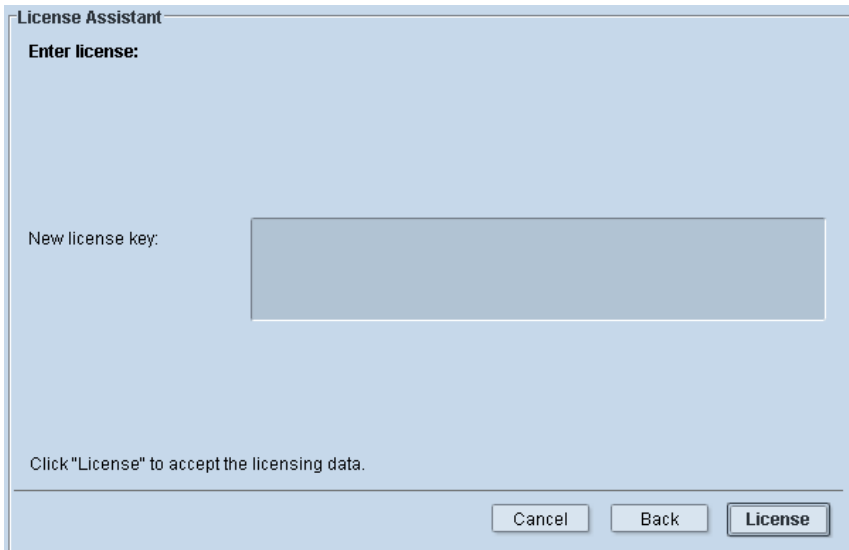 License Assistant
Enter license:
New license key:
Click "License" to accept the licensing data.
Cancel Back License